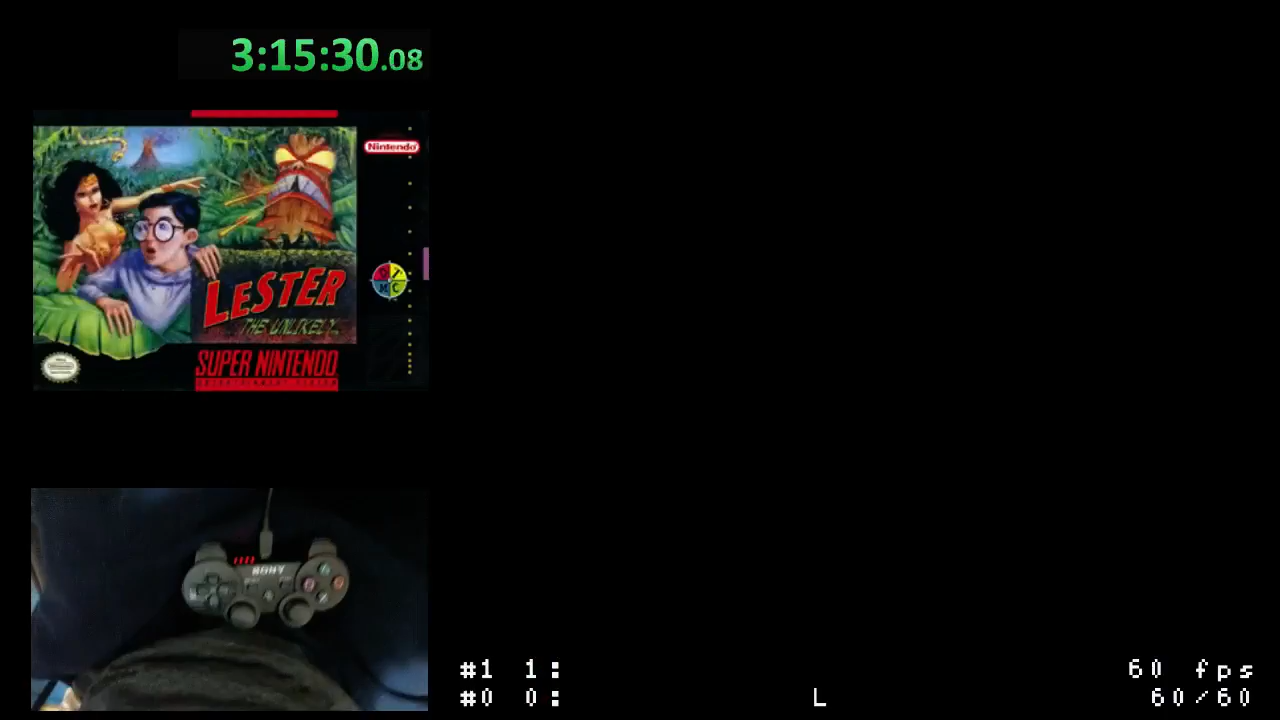 3:15:30.08
Nintendo
LESTER
THE UNLIKELY
SUPER NINTENDO
SONY
#1 1: 60 fps
#0 0: L 60/60